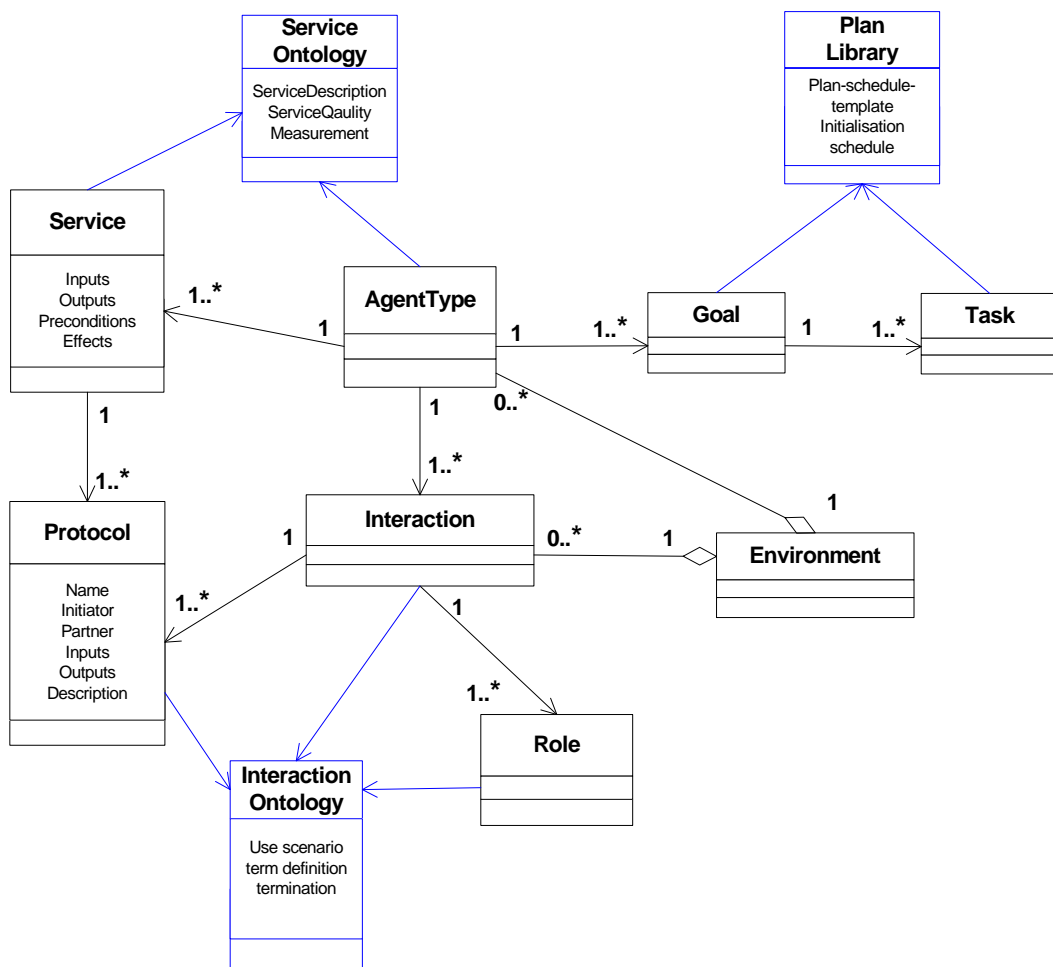 Service
Ontology
ServiceDescription
ServiceQaulity
Measurement
Plan
Library
Plan-schedule-
template
Initialisation
schedule
Service
Inputs
Outputs
Preconditions
Effects
1..*
1
AgentType
1
1..*
Goal
1
1..*
Task
1
1..*
1
1..*
0..*
1
Protocol
Name
Initiator
Partner
Inputs
Outputs
Description
1
1..*
Interaction
0..*
1
Environment
1
1..*
Role
Interaction
Ontology
Use scenario
term definition
termination